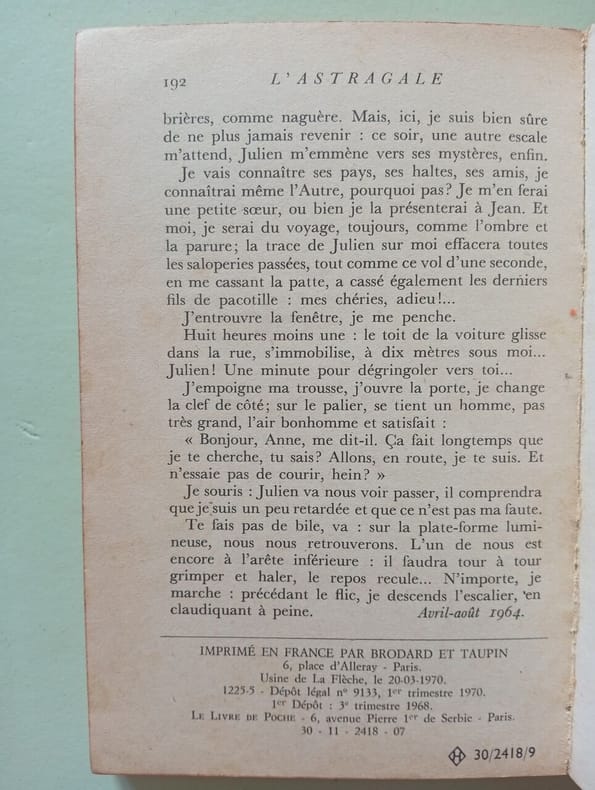 192 L'ASTRAGALE
brières, comme naguère. Mais, ici, je suis bien sûre
de ne plus jamais revenir : ce soir, une autre escale
m'attend, Julien m'emmène vers ses mystères, enfin.
Je vais connaître ses pays, ses haltes, ses amis, je
connaîtrai même l'Autre, pourquoi pas? Je m'en ferai
une petite sœur, ou bien je la présenterai à Jean. Et
moi, je serai du voyage, toujours, comme l'ombre et
la parure; la trace de Julien sur moi effacera toutes
les saloperies passées, tout comme ce vol d'une seconde,
en me cassant la patte, a cassé également les derniers
fils de pacotille : mes chéries, adieu!...
J'entrouvre la fenêtre, je me penche.
Huit heures moins une : le toit de la voiture glisse
dans la rue, s'immobilise, à dix mètres sous moi...
Julien! Une minute pour dégringoler vers toi...
J'empoigne ma trousse, j'ouvre la porte, je change
la clef de côté; sur le palier, se tient un homme, pas
très grand, l'air bonhomme et satisfait :
« Bonjour, Anne, me dit-il. Ça fait longtemps que
je te cherche, tu sais? Allons, en route, je te suis. Et
n'essaie pas de courir, hein? »
Je souris : Julien va nous voir passer, il comprendra
que je suis un peu retardée et que ce n'est pas ma faute.
Te fais pas de bile, va : sur la plate-forme lumi-
neuse, nous nous retrouverons. L'un de nous est
encore à l'arête inférieure : il faudra tour à tour
grimper et haler, le repos recule... N'importe, je
marche : précédant le flic, je descends l'escalier, en
claudiquant à peine. Avril-août 1964.
IMPRIMÉ EN FRANCE PAR BRODARD ET TAUPIN
6, place d'Alleray - Paris.
Usine de La Flèche, le 20-03-1970.
1225-5 - Dépôt légal nº 9133, 1er trimestre 1970.
1er Dépôt : 3e trimestre 1968.
LE LIVRE DE POCHE - 6, avenue Pierre 1er de Serbie - Paris.
30 - 11 - 2418 - 07
30/2418/9